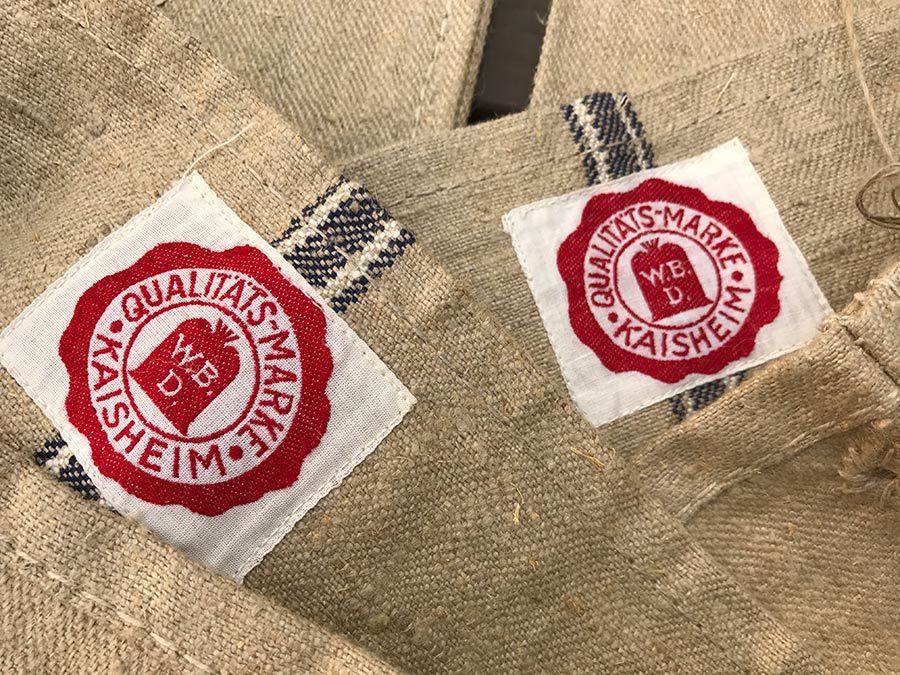 QUALITÄTS-MARKE
W.B.
D.
• KAISHEIM •
QUALITÄTS-MARKE
W.B.
D.
• KAISHEIM •